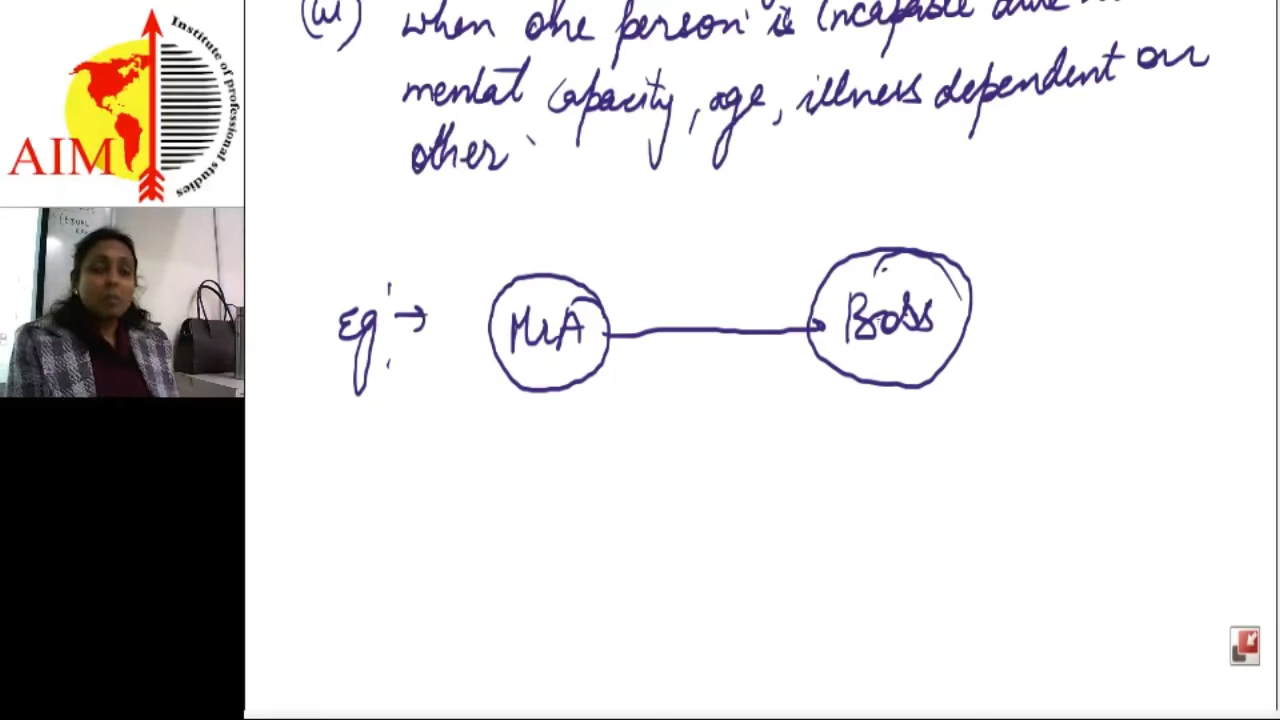 AIM
Institute of professional studies
(iii) when one person is incapable due to
mental capacity, age, illness dependent on
other
Eg: → Mr A Boss